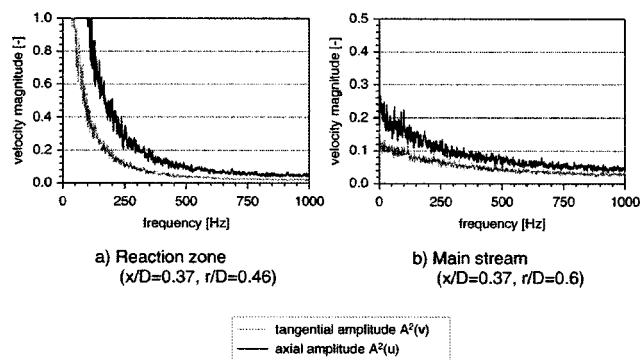 velocity magnitude [-]
1.0
0.8
0.6
0.4
0.2
0.0
0
250
500
750
1000
frequency [Hz]
a) Reaction zone
(x/D=0.37, r/D=0.46)
velocity magnitude [-]
0.5
0.4
0.3
0.2
0.1
0.0
0
250
500
750
1000
frequency [Hz]
b) Main stream
(x/D=0.37, r/D=0.6)
tangential amplitude A²(v)
axial amplitude A²(u)